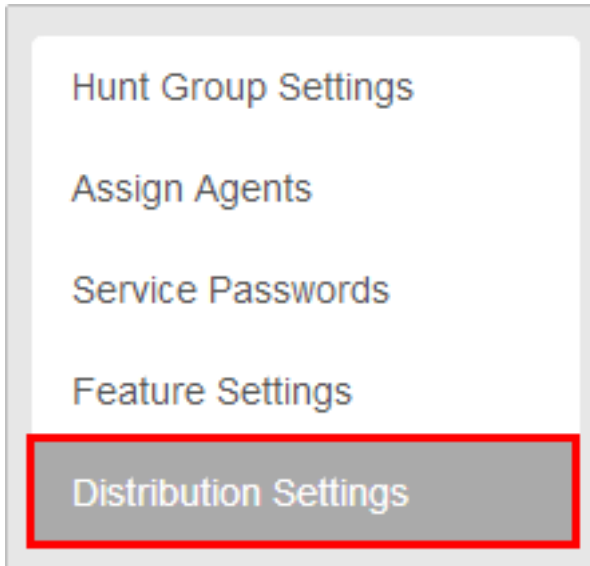 Hunt Group Settings
Assign Agents
Service Passwords
Feature Settings
Distribution Settings